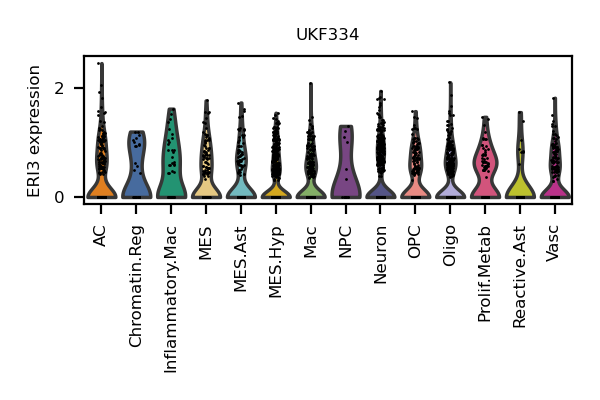 UKF334
ERI3 expression
2
0
AC
Chromatin.Reg
Inflammatory.Mac
MES
MES.Ast
MES.Hyp
Mac
NPC
Neuron
OPC
Oligo
Prolif.Metab
Reactive.Ast
Vasc